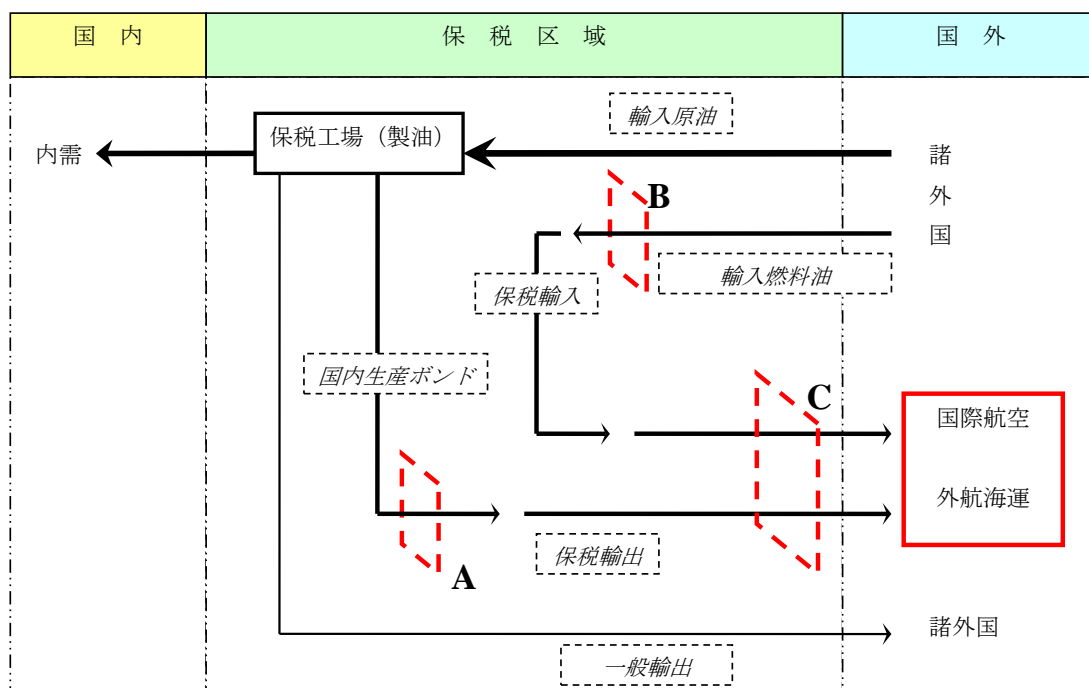 国 内
保 税 区 域
国 外
輸入原油
保税工場（製油）
内需
諸
外
国
B
輸入燃料油
保税輸入
国内生産ボンド
C
国際航空
外航海運
保税輸出
A
諸外国
一般輸出